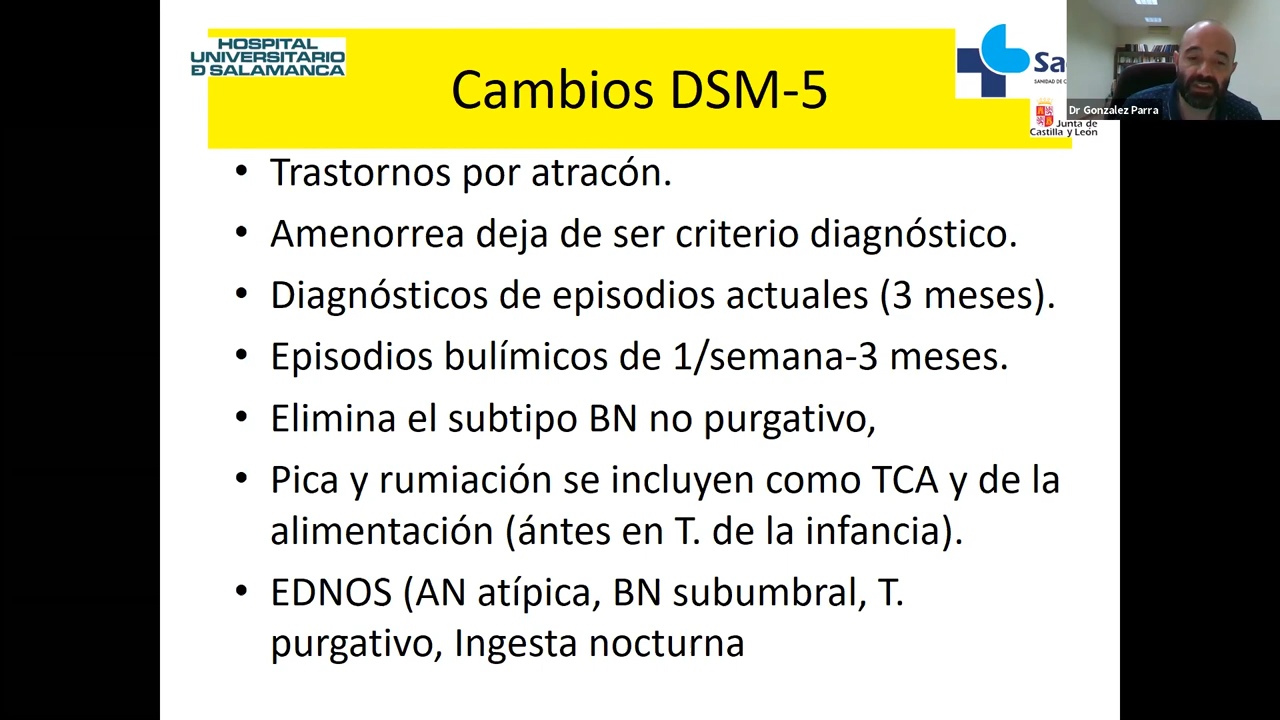 HOSPITAL
UNIVERSITARIO
DE SALAMANCA
Cambios DSM-5
Dr Gonzalez Parra
Junta de
Castilla y León
• Trastornos por atracón.
• Amenorrea deja de ser criterio diagnóstico.
• Diagnósticos de episodios actuales (3 meses).
• Episodios bulímicos de 1/semana-3 meses.
• Elimina el subtipo BN no purgativo,
• Pica y rumiación se incluyen como TCA y de la
alimentación (ántes en T. de la infancia).
• EDNOS (AN atípica, BN subumbral, T.
purgativo, Ingesta nocturna